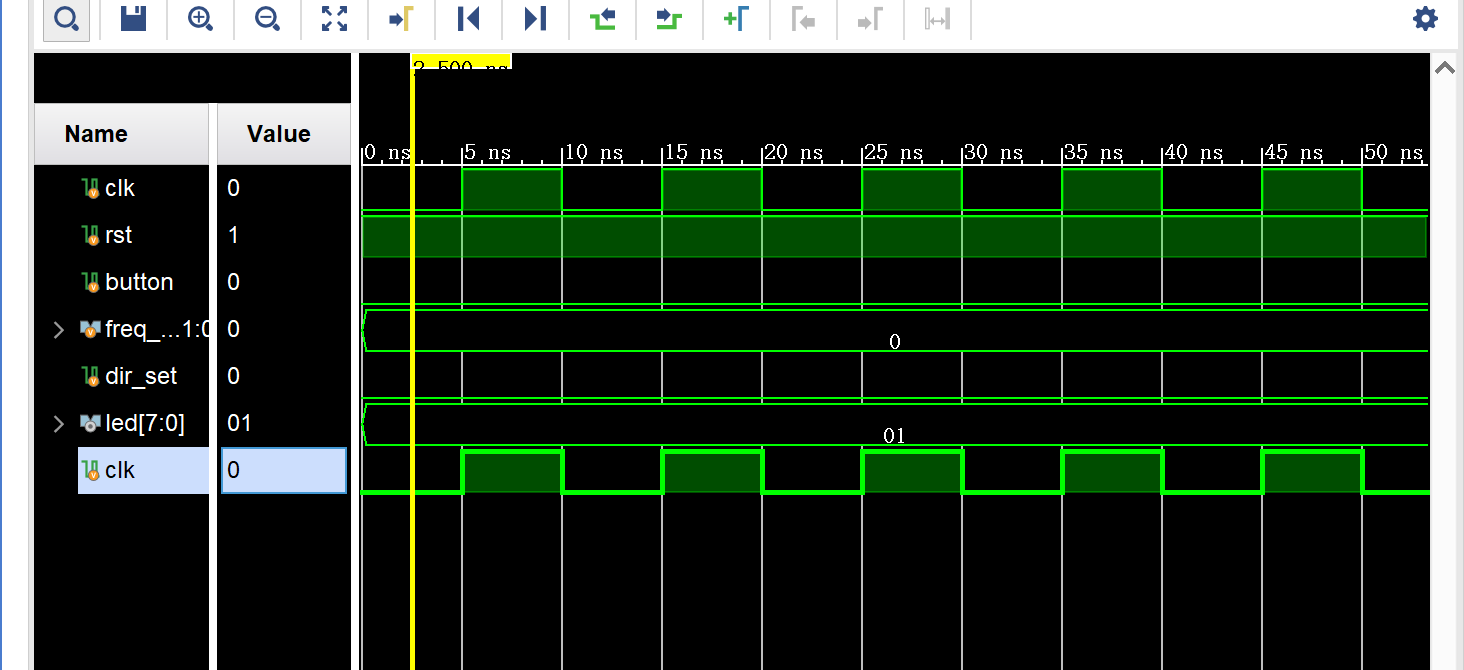 2.500 ns
Name Value
0 ns 5 ns 10 ns 15 ns 20 ns 25 ns 30 ns 35 ns 40 ns 45 ns 50 ns
clk 0
rst 1
button 0
freq_...1:0 0 0
dir_set 0
led[7:0] 01 01
clk 0